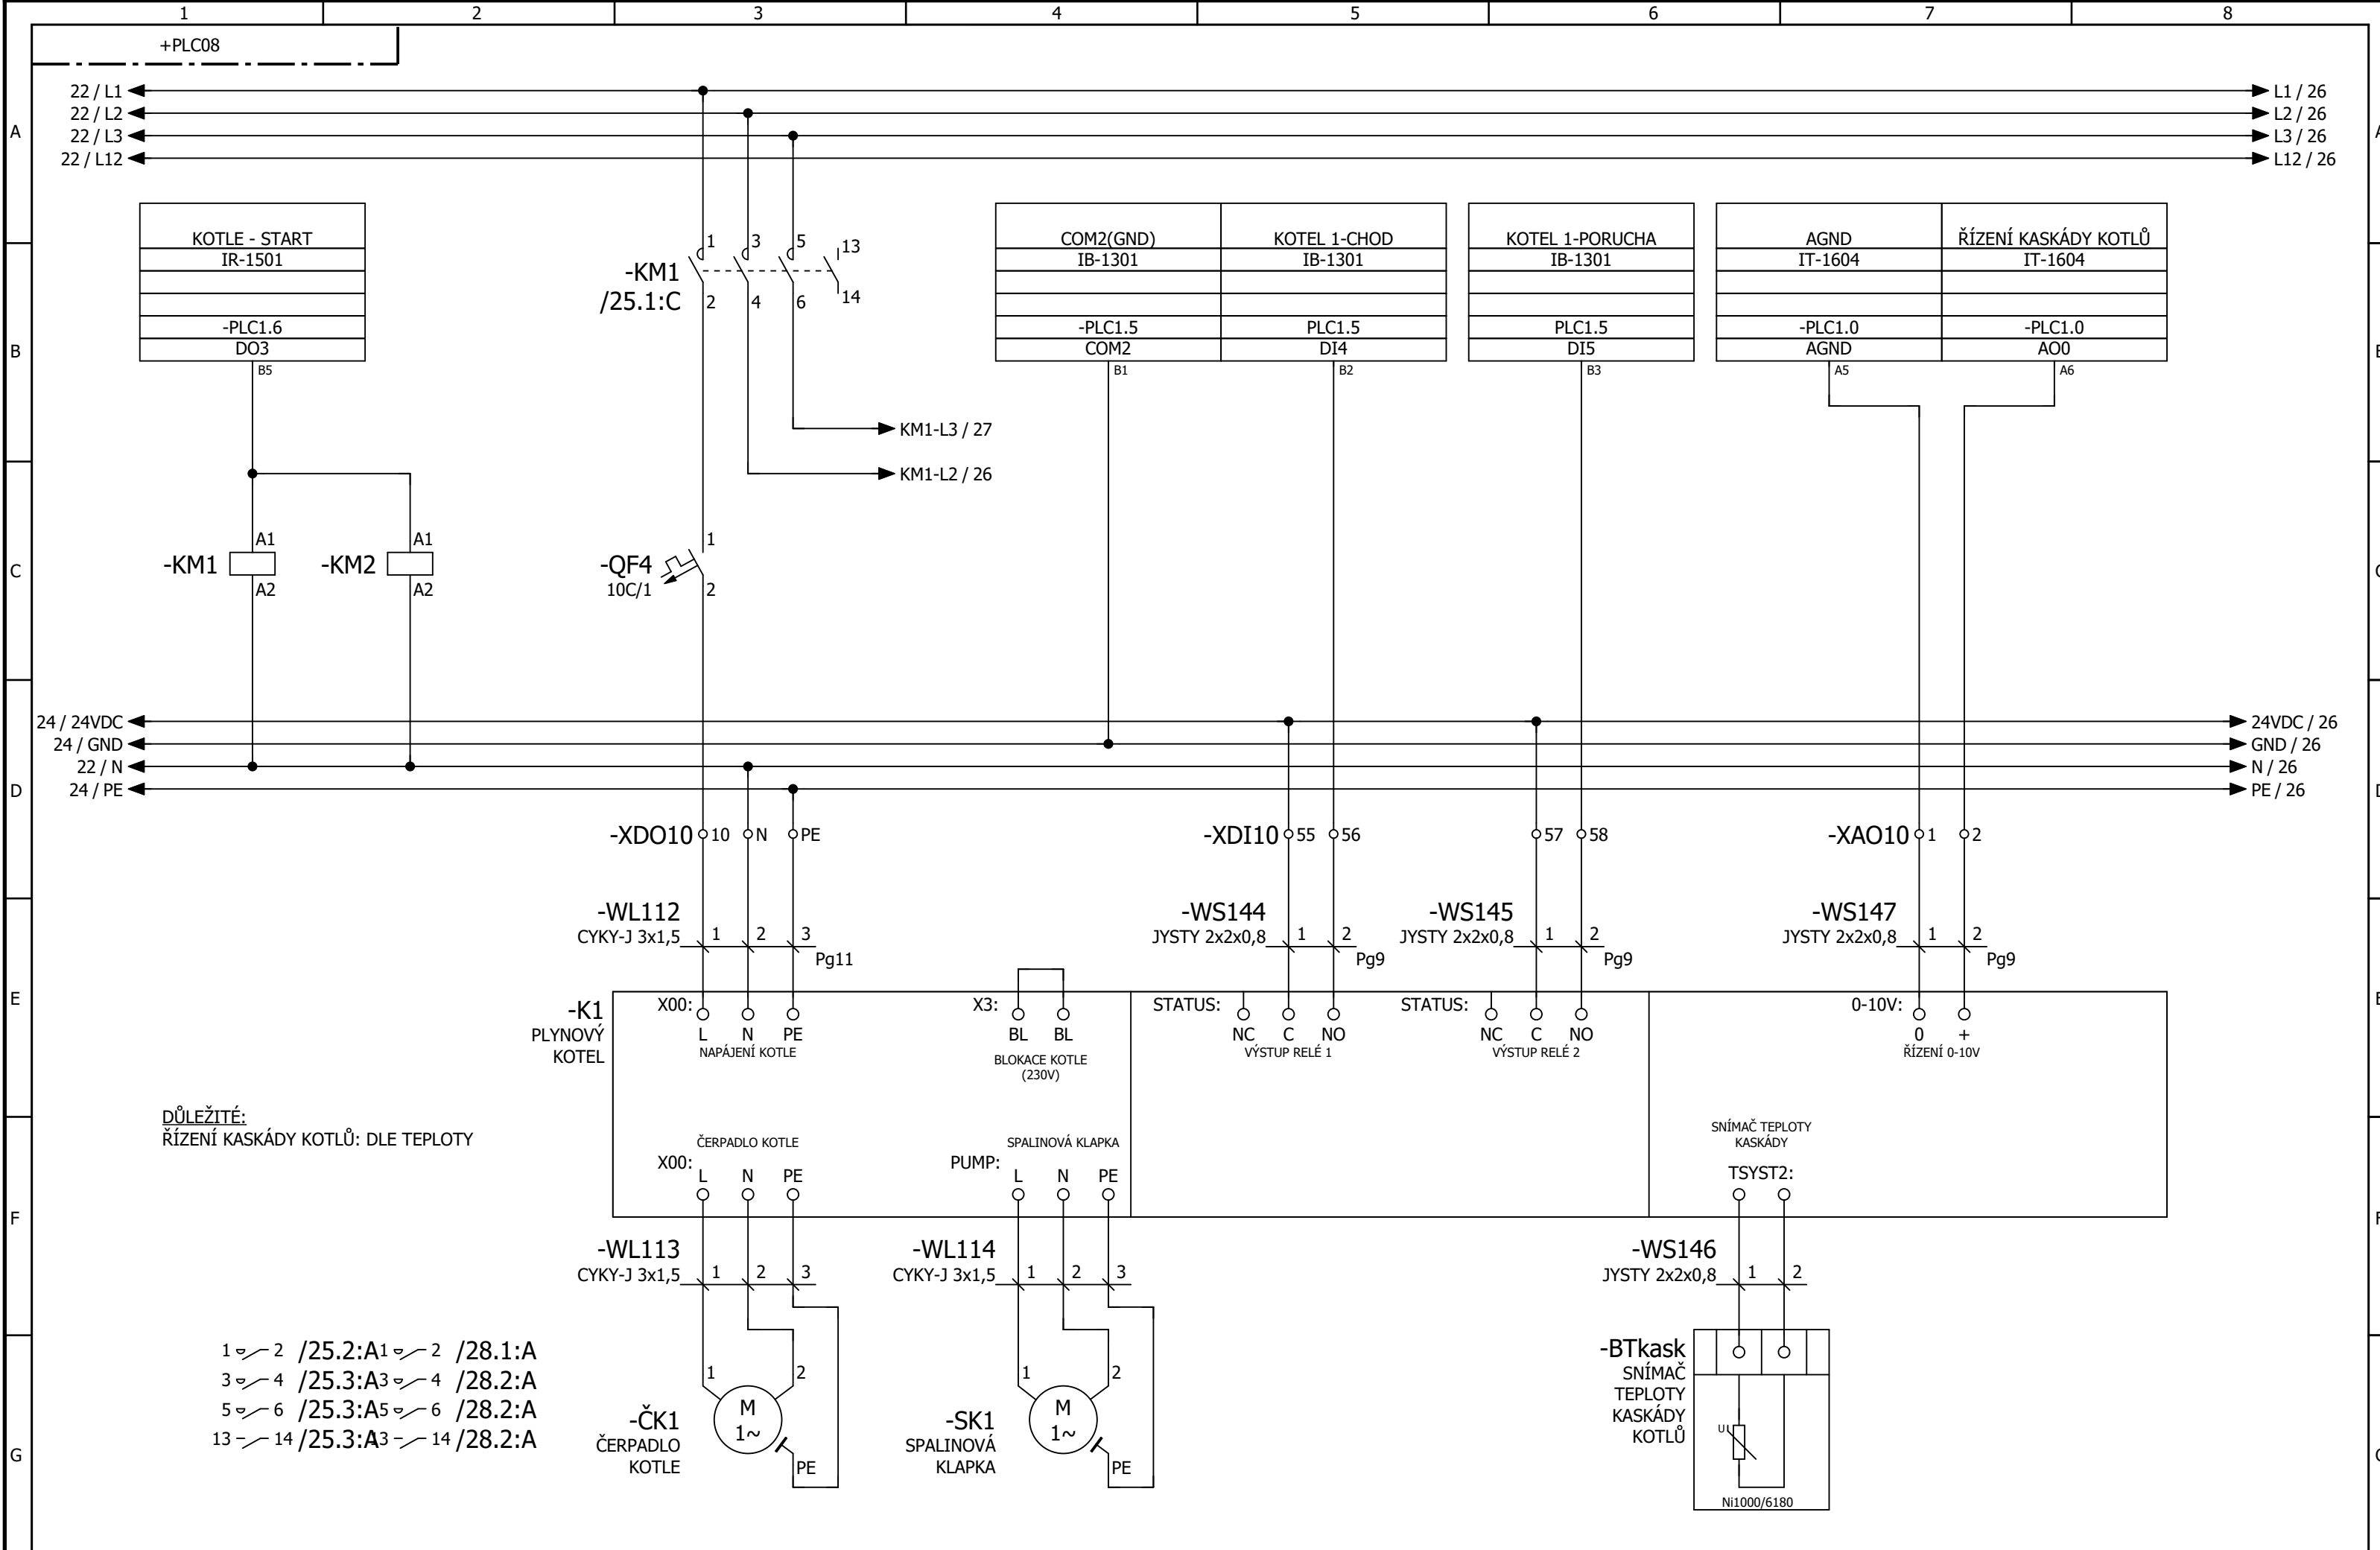 1 2 3 4 5 6 7 8
+PLC08
22 / L1 L1 / 26
22 / L2 L2 / 26
22 / L3 L3 / 26
22 / L12 L12 / 26
A
KOTLE - START
IR-1501
-PLC1.6
DO3
B5
-KM1
/25.1:C
1 3 5 13
2 4 6 14
COM2(GND) KOTEL 1-CHOD
IB-1301 IB-1301
-PLC1.5 PLC1.5
COM2 DI4
B1 B2
KOTEL 1-PORUCHA
IB-1301
PLC1.5
DI5
B3
AGND ŘÍZENÍ KASKÁDY KOTLŮ
IT-1604 IT-1604
-PLC1.0 -PLC1.0
AGND AO0
A5 A6
B
KM1-L3 / 27
KM1-L2 / 26
-KM1 A1 A2
-KM2 A1 A2
-QF4
10C/1
1
2
C
24 / 24VDC 24VDC / 26
24 / GND GND / 26
22 / N N / 26
24 / PE PE / 26
D
-XDO10 10 N PE
-XDI10 55 56 57 58
-XAO10 1 2
-WL112
CYKY-J 3x1,5 1 2 3
Pg11
-WS144
JYSTY 2x2x0,8 1 2
Pg9
-WS145
JYSTY 2x2x0,8 1 2
Pg9
-WS147
JYSTY 2x2x0,8 1 2
Pg9
E
-K1
PLYNOVÝ
KOTEL
X00:
L N PE
NAPÁJENÍ KOTLE
X3:
BL BL
BLOKACE KOTLE
(230V)
STATUS:
NC C NO
VÝSTUP RELÉ 1
STATUS:
NC C NO
VÝSTUP RELÉ 2
0-10V:
0 +
ŘÍZENÍ 0-10V
DŮLEŽITÉ:
ŘÍZENÍ KASKÁDY KOTLŮ: DLE TEPLOTY
ČERPADLO KOTLE
X00:
L N PE
SPALINOVÁ KLAPKA
PUMP:
L N PE
SNÍMAČ TEPLOTY
KASKÁDY
TSYST2:
F
-WL113
CYKY-J 3x1,5 1 2 3
-WL114
CYKY-J 3x1,5 1 2 3
-WS146
JYSTY 2x2x0,8 1 2
1 2 /25.2:A 1 2 /28.1:A
3 4 /25.3:A 3 4 /28.2:A
5 6 /25.3:A 5 6 /28.2:A
13 14 /25.3:A 13 14 /28.2:A
1 2
M
1~
PE
-ČK1
ČERPADLO
KOTLE
1 2
M
1~
PE
-SK1
SPALINOVÁ
KLAPKA
-BTkask
SNÍMAČ
TEPLOTY
KASKÁDY
KOTLŮ
U
Ni1000/6180
G